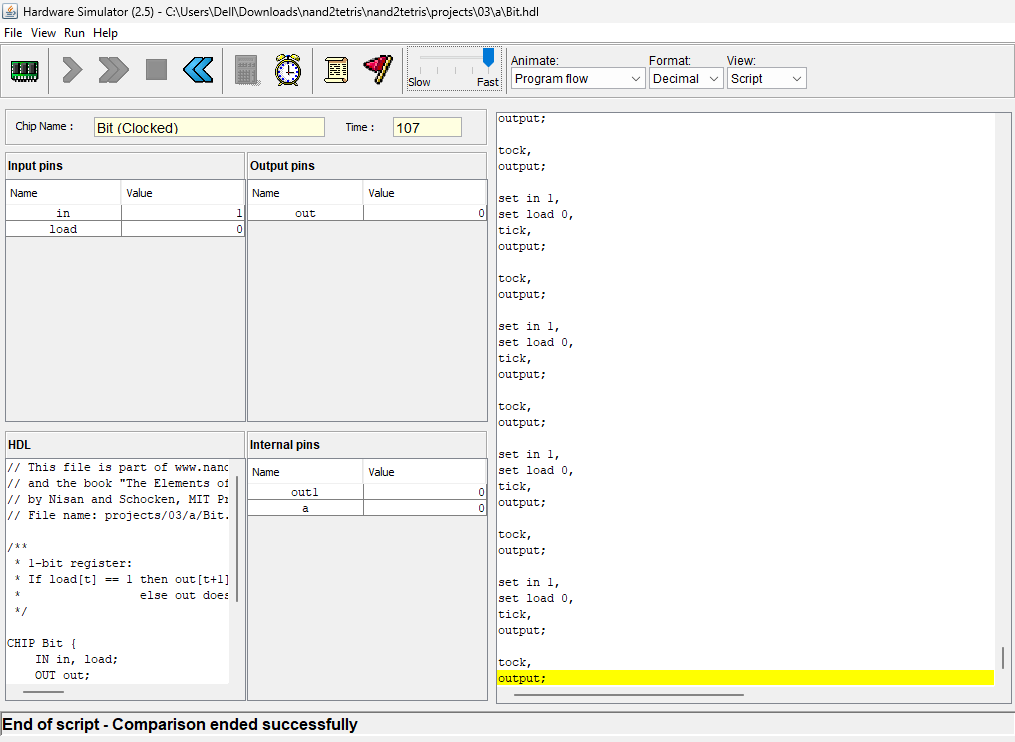 Hardware Simulator (2.5) - C:\Users\Dell\Downloads\nand2tetris\nand2tetris\projects\03\a\Bit.hdl
File View Run Help
Slow Fast
Animate:
Program flow
Format:
Decimal
View:
Script
Chip Name :
Bit (Clocked)
Time :
107
Input pins
Name Value
in 1
load 0
Output pins
Name Value
out 0
HDL
// This file is part of www.nand
// and the book "The Elements of
// by Nisan and Schocken, MIT Pr
// File name: projects/03/a/Bit.
/**
* 1-bit register:
* If load[t] == 1 then out[t+1]
* else out does
*/
CHIP Bit {
IN in, load;
OUT out;
Internal pins
Name Value
out1 0
a 0
output;
tock,
output;
set in 1,
set load 0,
tick,
output;
tock,
output;
set in 1,
set load 0,
tick,
output;
tock,
output;
set in 1,
set load 0,
tick,
output;
tock,
output;
set in 1,
set load 0,
tick,
output;
tock,
output;
End of script - Comparison ended successfully